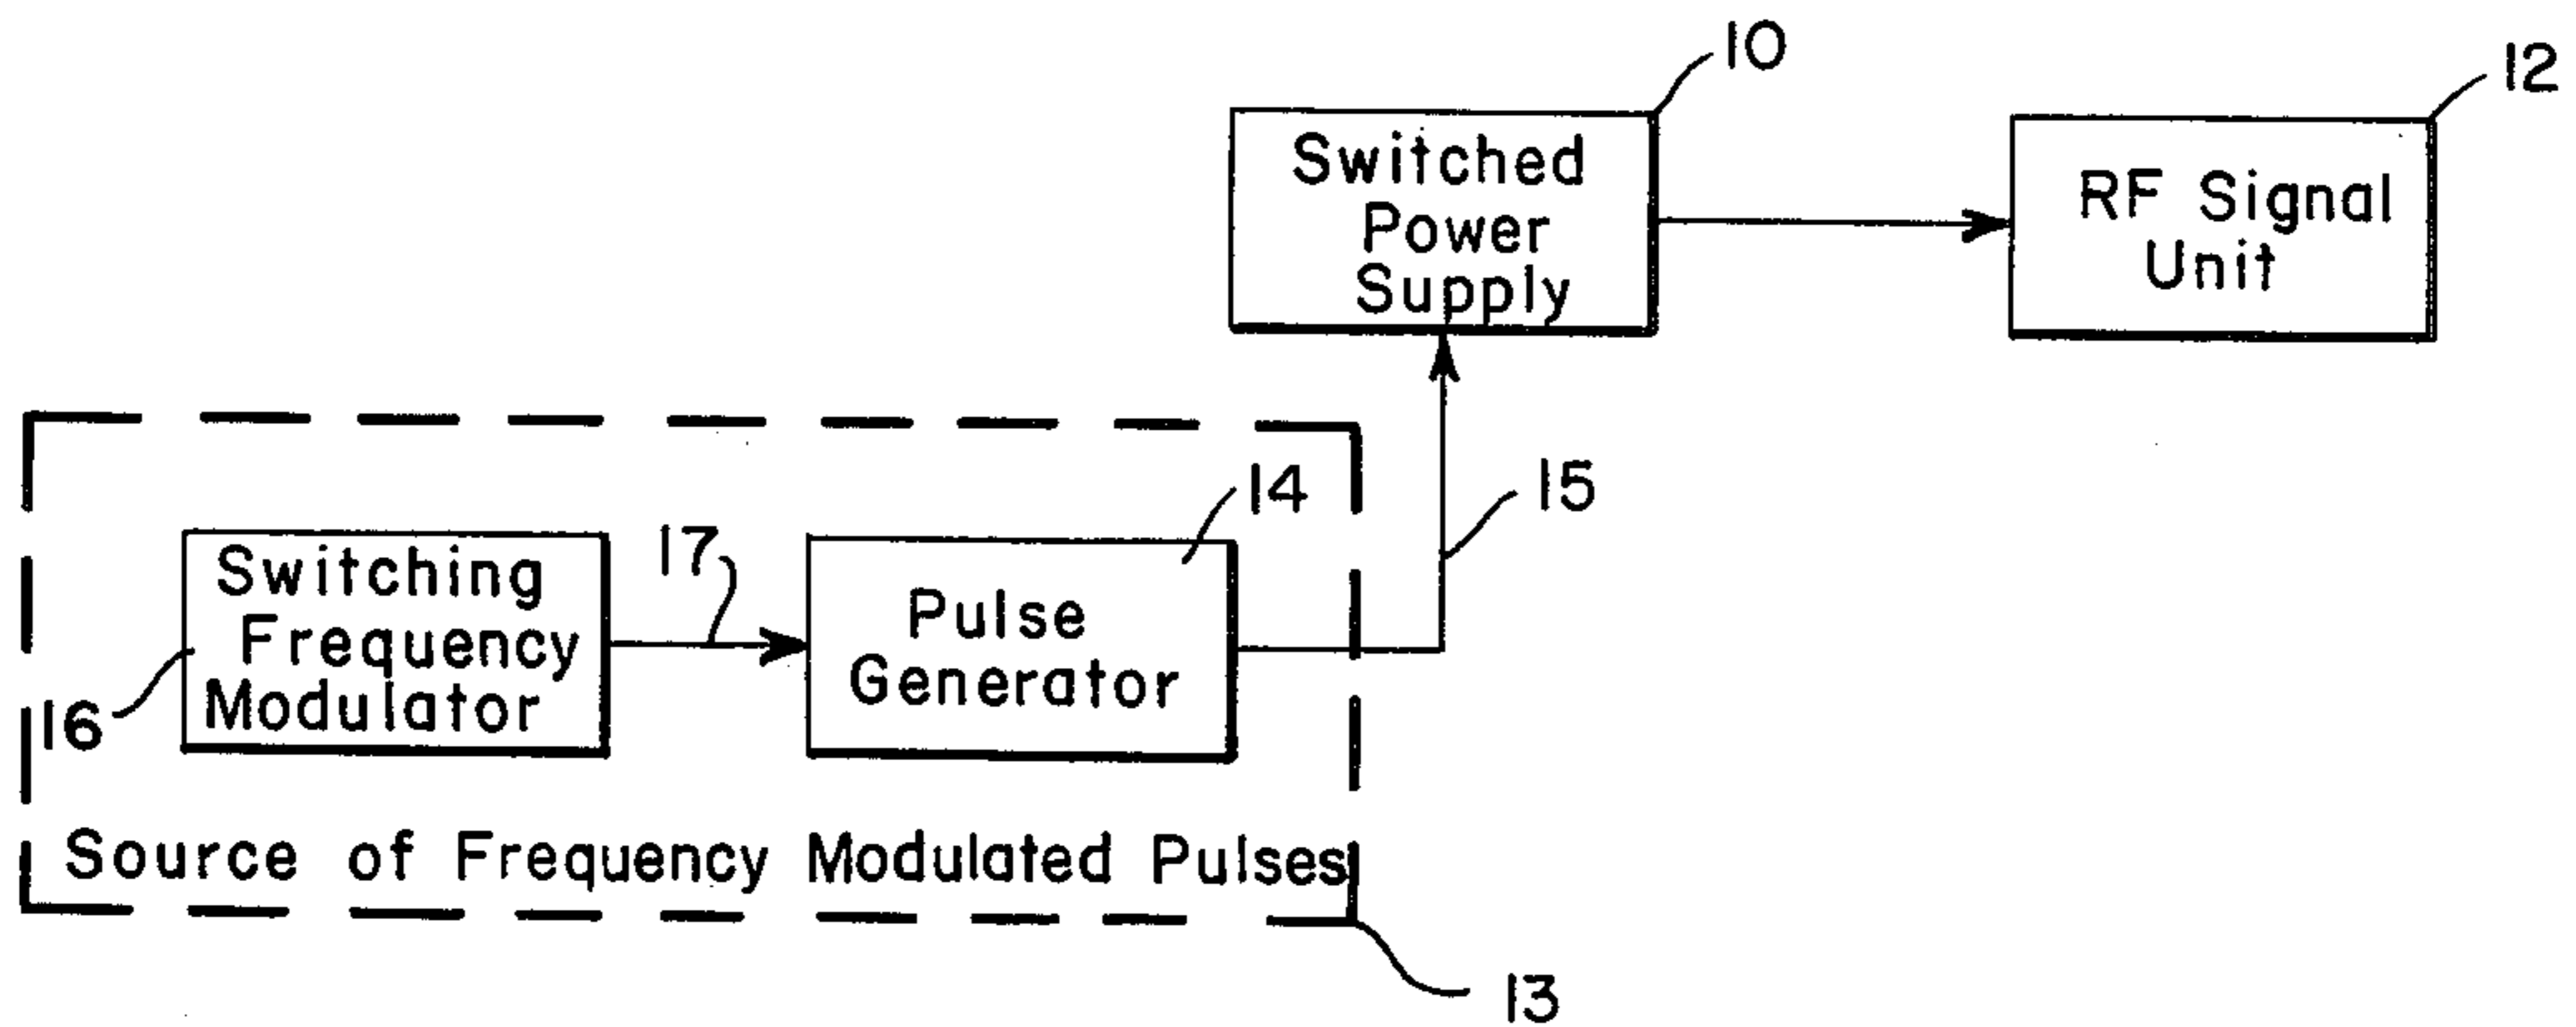 10
12
Switched
Power
Supply
RF Signal
Unit
14
15
17
Switching
Frequency
Modulator
Pulse
Generator
16
Source of Frequency Modulated Pulses
13